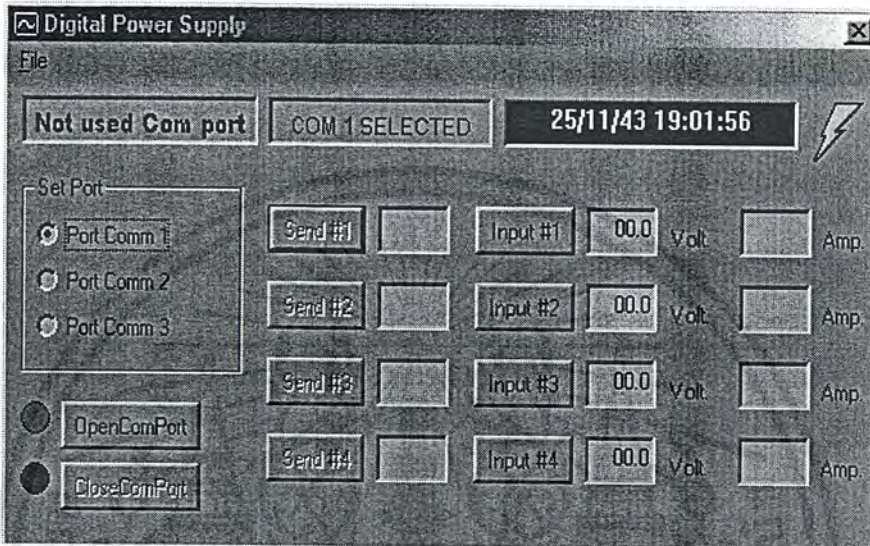 Digital Power Supply
File
Not used Com port
COM 1 SELECTED
25/11/43 19:01:56
Set Port
Port Comm 1
Port Comm 2
Port Comm 3
Send #1
Input #1
00.0
Volt.
Amp.
Send #2
Input #2
00.0
Volt.
Amp.
Send #3
Input #3
00.0
Volt.
Amp.
Send #4
Input #4
00.0
Volt.
Amp.
OpenComPort
CloseComPort